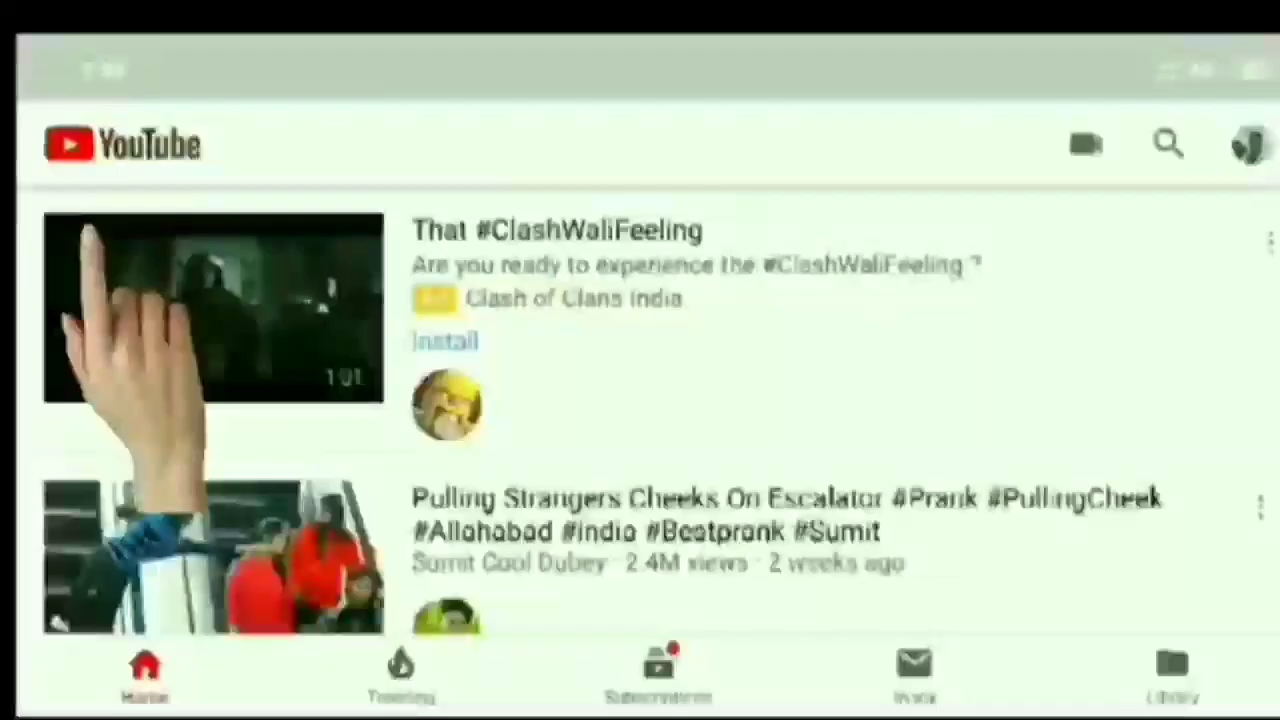 YouTube
That #ClashWaliFeeling
Are you ready to experience the #ClashWaliFeeling ?
Ad Clash of Clans India
Install
1:01
Pulling Strangers Cheeks On Escalator #Prank #PullingCheek
#Allahabad #india #Bestprank #Sumit
Sumit Cool Dubey · 2.4M views · 2 weeks ago
Home
Trending
Subscriptions
Inbox
Library